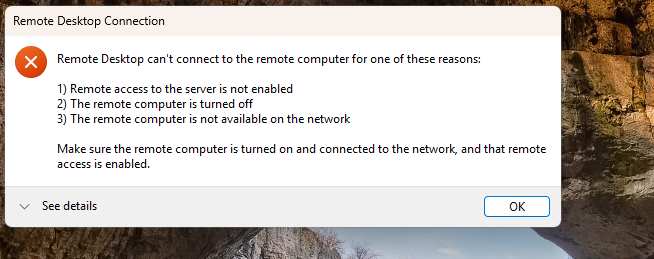 Remote Desktop Connection
Remote Desktop can't connect to the remote computer for one of these reasons:
1) Remote access to the server is not enabled
2) The remote computer is turned off
3) The remote computer is not available on the network
Make sure the remote computer is turned on and connected to the network, and that remote
access is enabled.
See details
OK